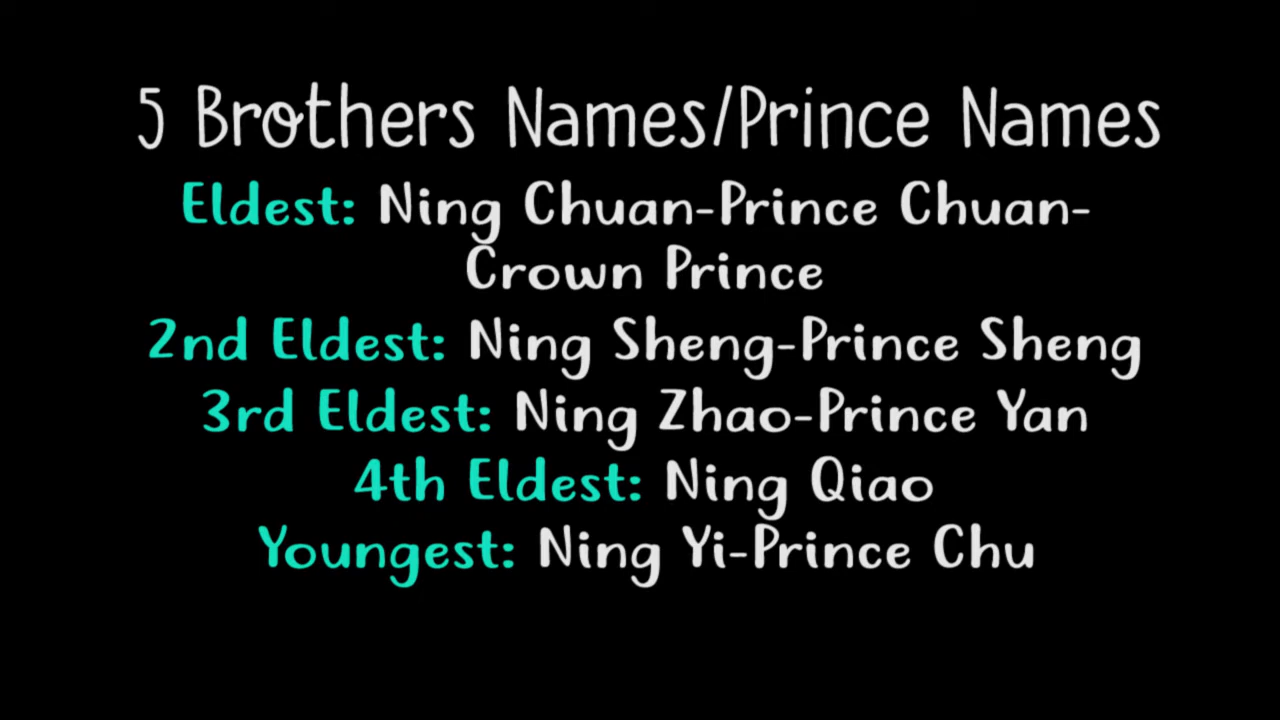 5 Brothers Names/Prince Names
Eldest: Ning Chuan-Prince Chuan-
Crown Prince
2nd Eldest: Ning Sheng-Prince Sheng
3rd Eldest: Ning Zhao-Prince Yan
4th Eldest: Ning Qiao
Youngest: Ning Yi-Prince Chu